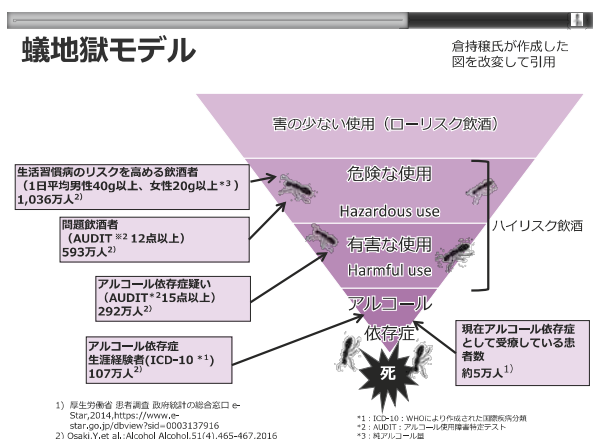 蟻地獄モデル
倉持穣氏が作成した
図を改変して引用
害の少ない使用（ローリスク飲酒）
生活習慣病のリスクを高める飲酒者
（1日平均男性40g以上、女性20g以上*3）
1,036万人2)
危険な使用
Hazardous use
ハイリスク飲酒
問題飲酒者
（AUDIT ※2 12点以上）
593万人2)
有害な使用
Harmful use
アルコール依存症疑い
（AUDIT*2 15点以上）
292万人2)
アルコール
依存症
アルコール依存症
生涯経験者(ICD-10 *1)
107万人2)
現在アルコール依存症
として受療している患
者数
約5万人1)
死
1）厚生労働省 患者調査 政府統計の総合窓口 e-
Star,2014,https://www.e-
star.go.jp/dbview?sid=0003137916
2) Osaki,Y.et al.:Alcohol Alcohol.51(4).465-467.2016
*1：ICD-10：WHOにより作成された国際疾病分類
*2：AUDIT：アルコール使用障害特定テスト
*3：純アルコール量